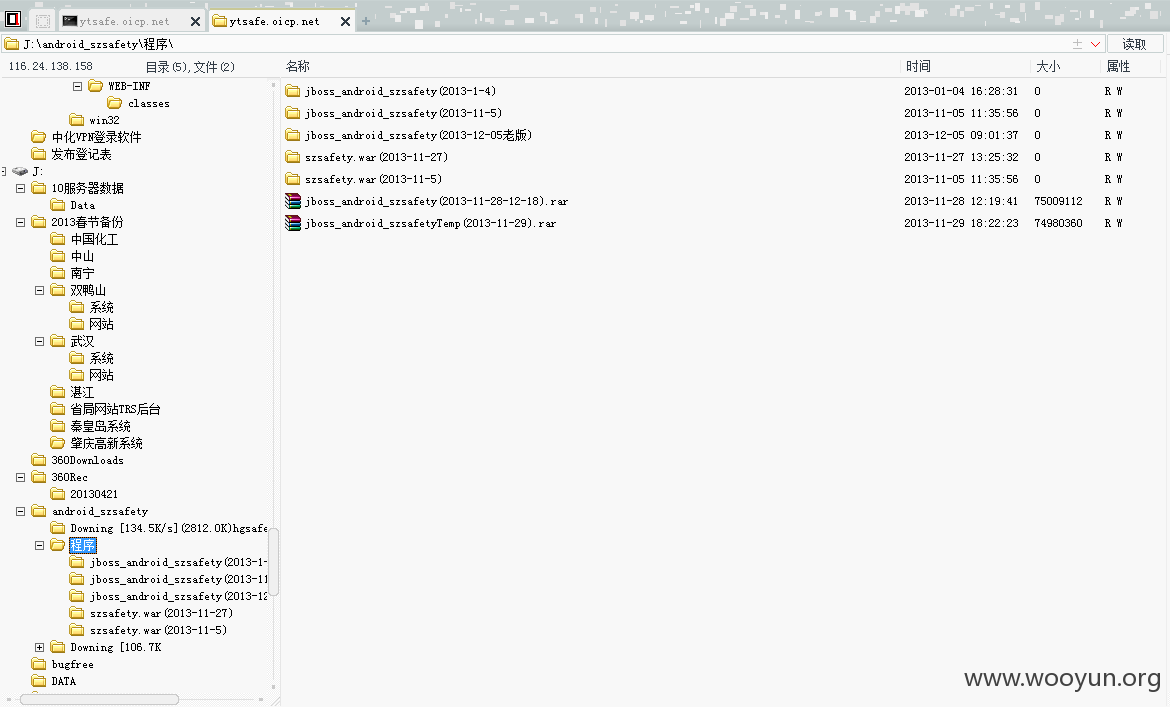 ytsafe.oicp.net
ytsafe.oicp.net
J:\android_szsafety\程序\
读取
116.24.138.158 目录(5),文件(2)
名称 时间 大小 属性
WEB-INF
classes
win32
中化VPN登录软件
发布登记表
J:
10服务器数据
Data
2013春节备份
中国化工
中山
南宁
双鸭山
系统
网站
武汉
系统
网站
湛江
省局网站TRS后台
秦皇岛系统
肇庆高新系统
360Downloads
360Rec
20130421
android_szsafety
Downing [134.5K/s](2812.0K)hgsafe
程序
jboss_android_szsafety(2013-1-
jboss_android_szsafety(2013-11
jboss_android_szsafety(2013-12
szsafety.war(2013-11-27)
szsafety.war(2013-11-5)
Downing [106.7K
bugfree
DATA
jboss_android_szsafety(2013-1-4) 2013-01-04 16:28:31 0 R W
jboss_android_szsafety(2013-11-5) 2013-11-05 11:35:56 0 R W
jboss_android_szsafety(2013-12-05老版) 2013-12-05 09:01:37 0 R W
szsafety.war(2013-11-27) 2013-11-27 13:25:32 0 R W
szsafety.war(2013-11-5) 2013-11-05 11:35:56 0 R W
jboss_android_szsafety(2013-11-28-12-18).rar 2013-11-28 12:19:41 75009112 R W
jboss_android_szsafetyTemp(2013-11-29).rar 2013-11-29 18:22:23 74980360 R W
www.wooyun.org